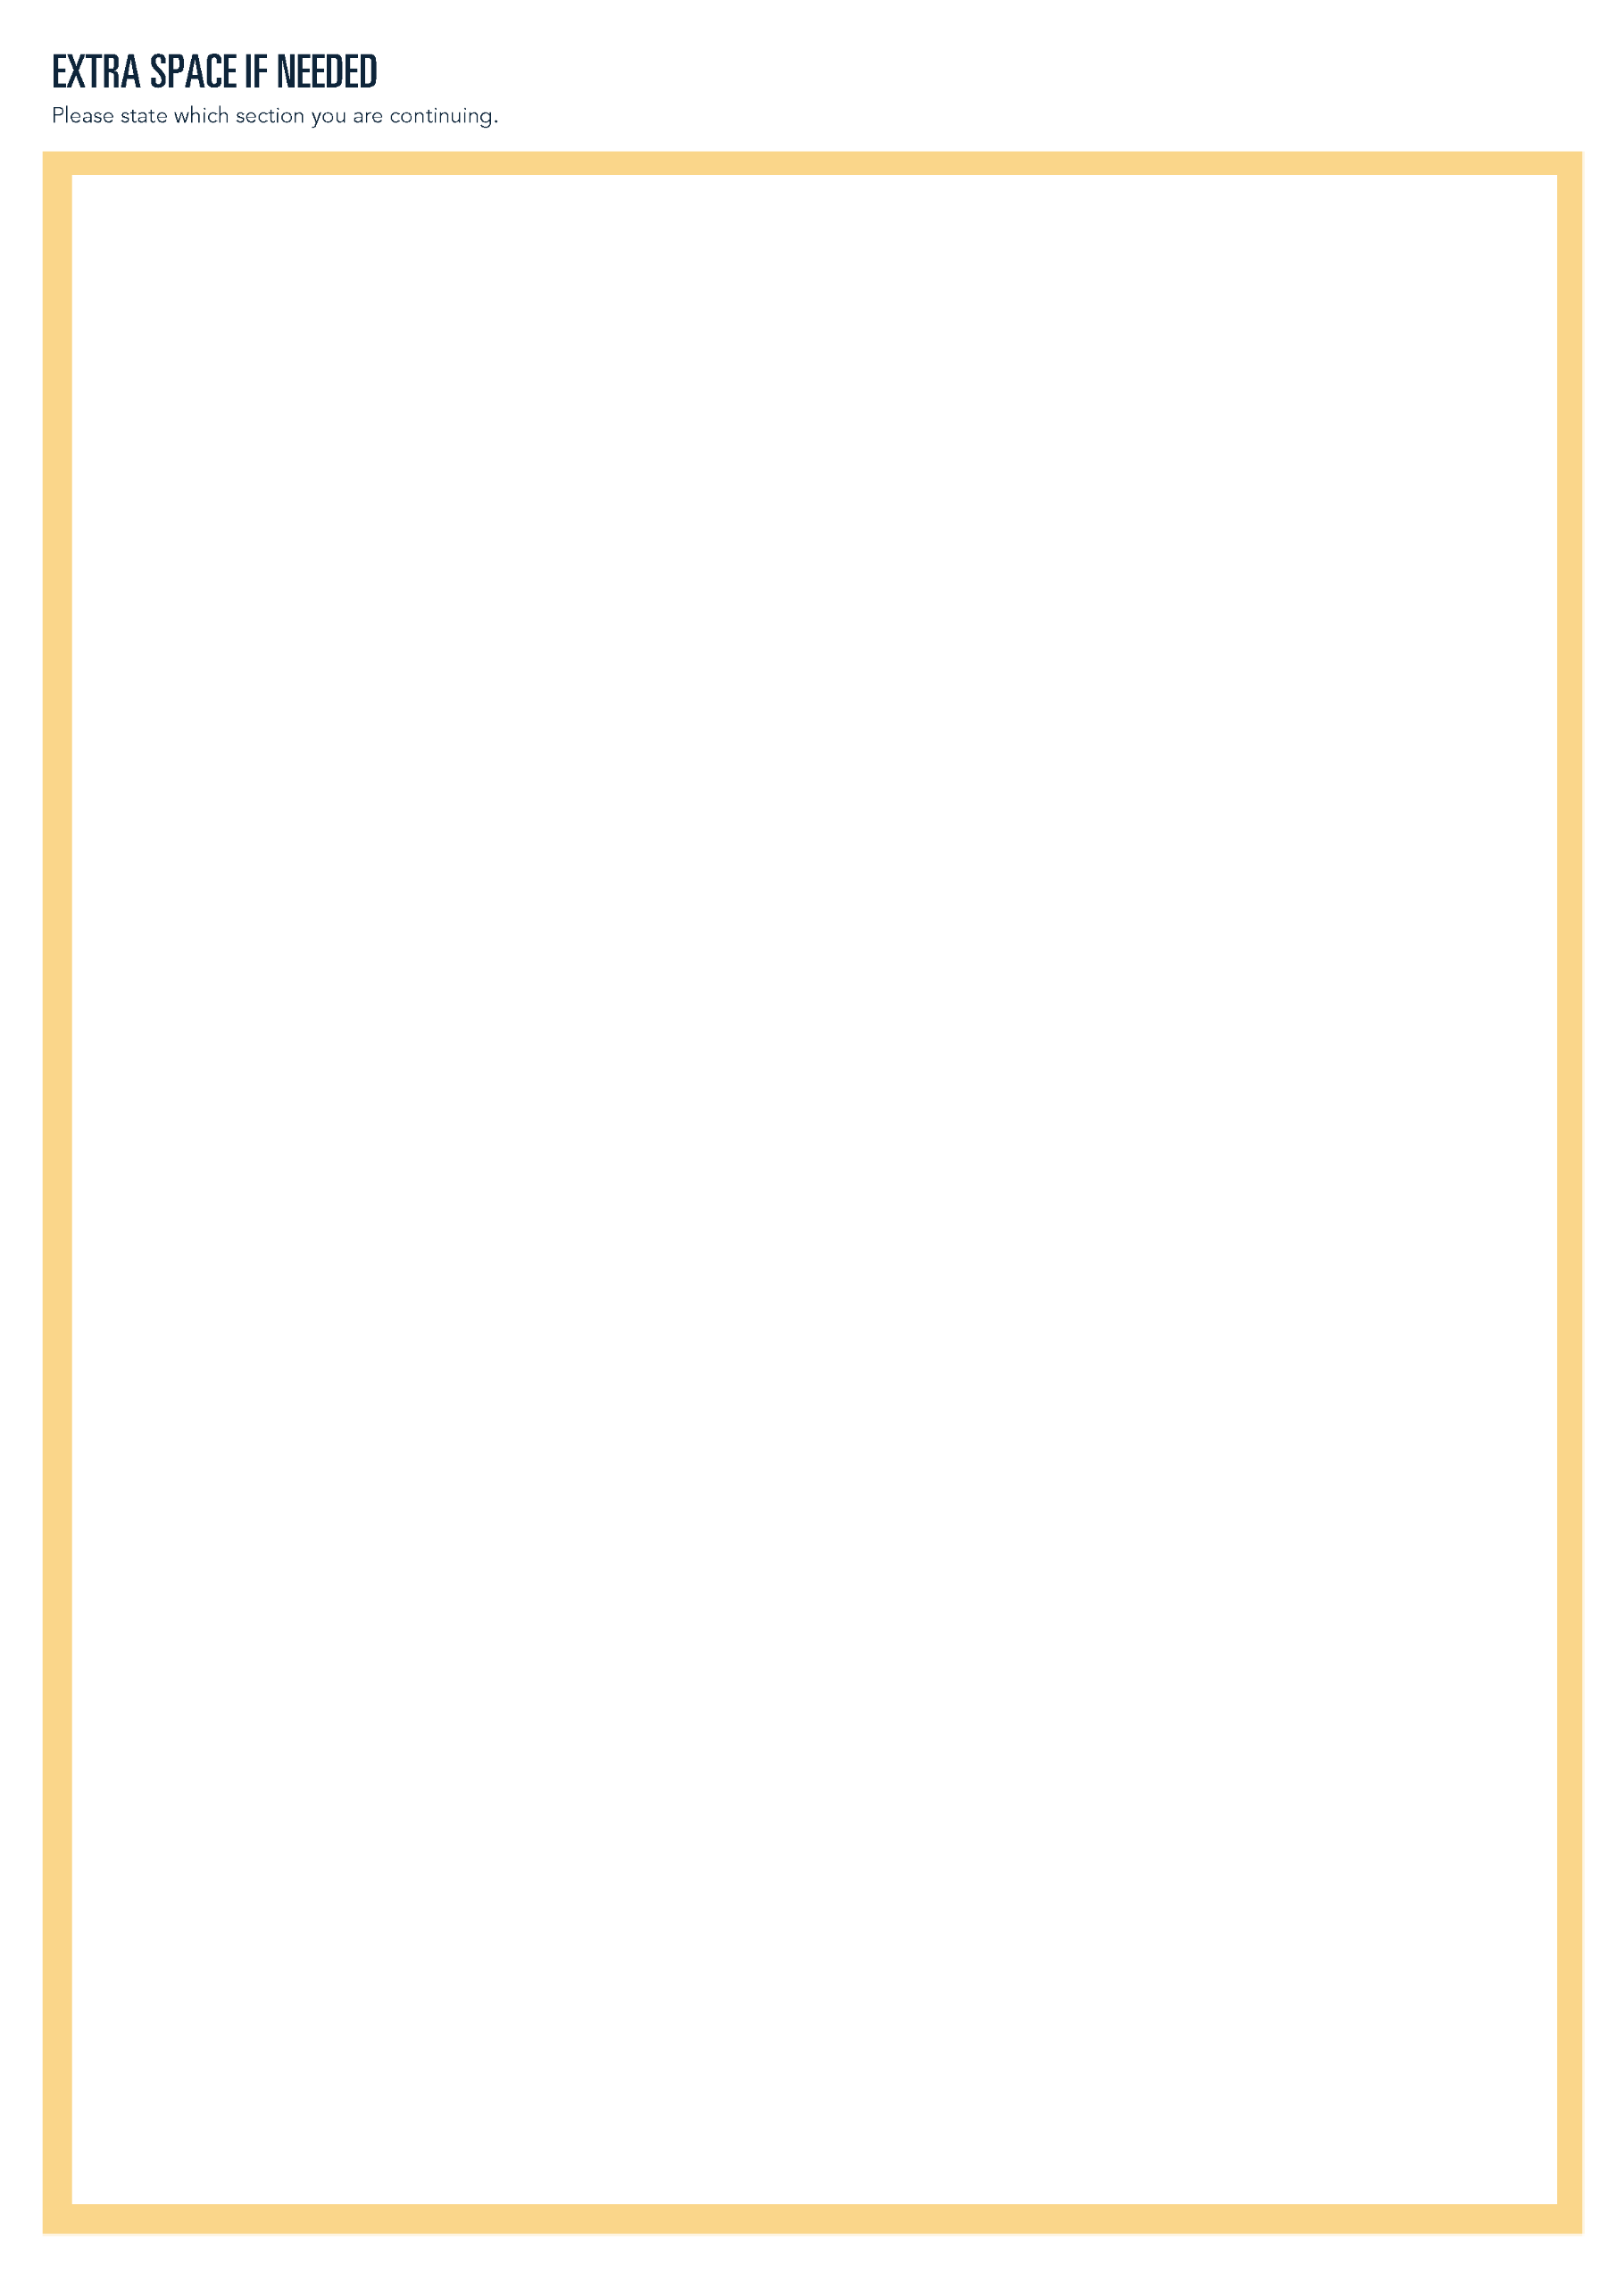 EXTRA SPACE IF NEEDED
Please state which section you are continuing.